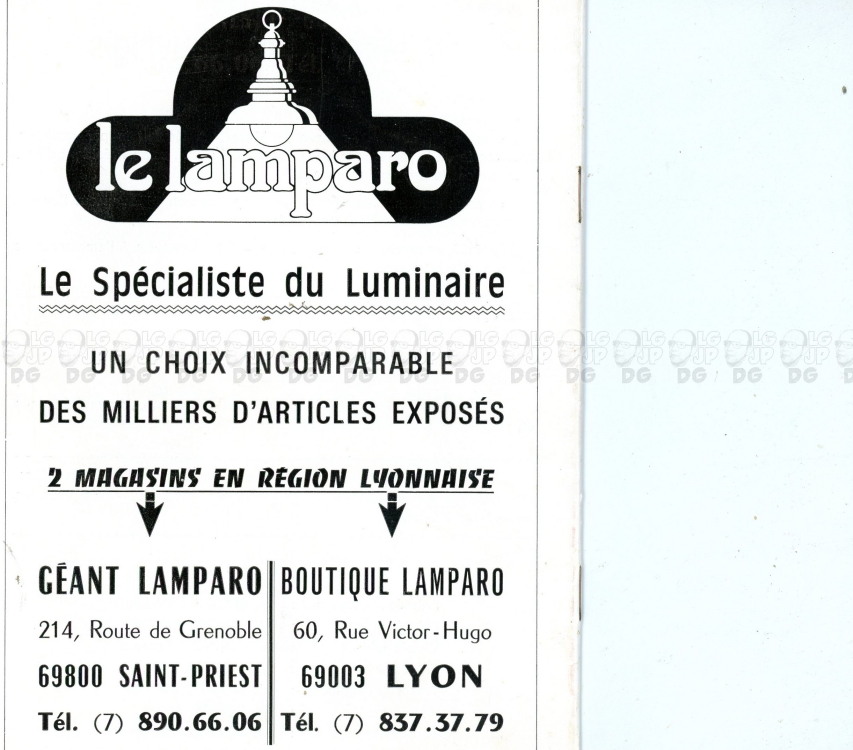 le lamparo
Le Spécialiste du Luminaire
UN CHOIX INCOMPARABLE
DES MILLIERS D'ARTICLES EXPOSÉS
2 MAGASINS EN RÉGION LYONNAISE
GÉANT LAMPARO
214, Route de Grenoble
69800 SAINT-PRIEST
Tél. (7) 890.66.06
BOUTIQUE LAMPARO
60, Rue Victor-Hugo
69003 LYON
Tél. (7) 837.37.79